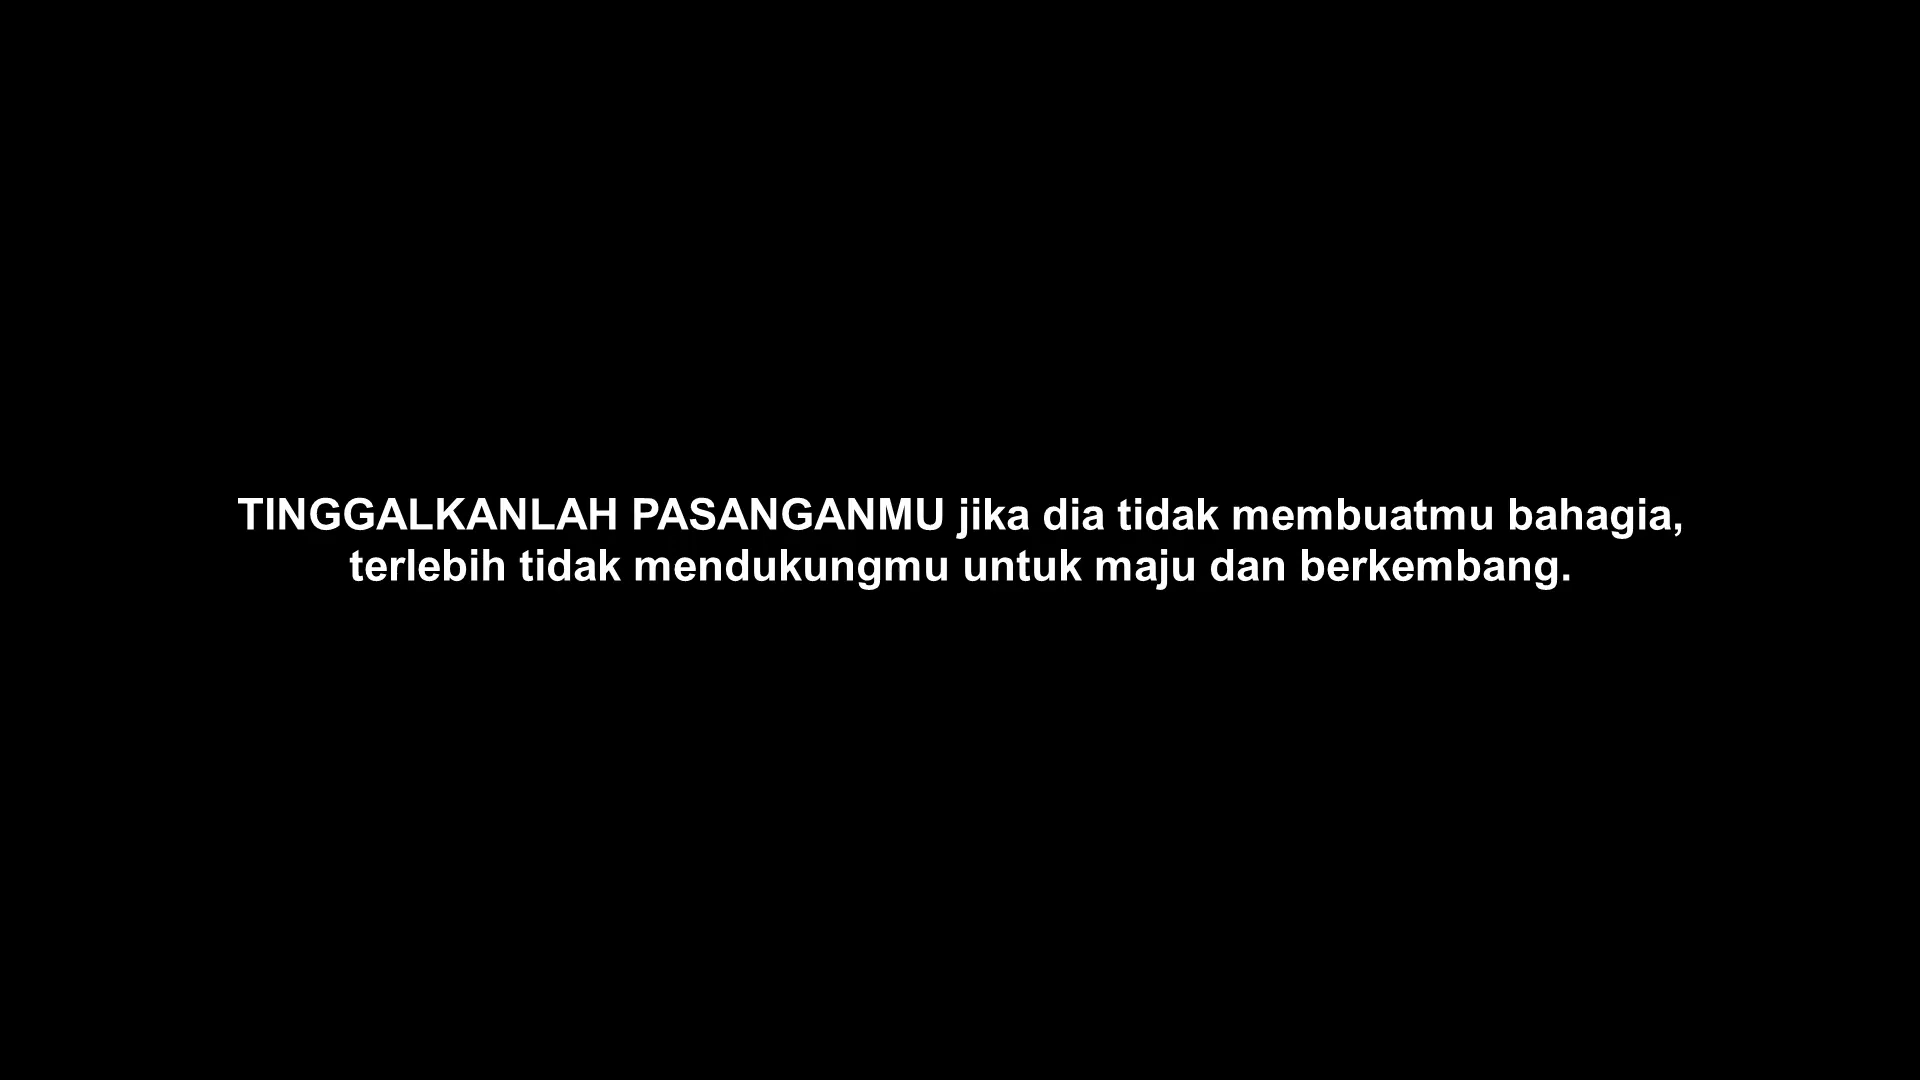 TINGGALKANLAH PASANGANMU jika dia tidak membuatmu bahagia,
terlebih tidak mendukungmu untuk maju dan berkembang.